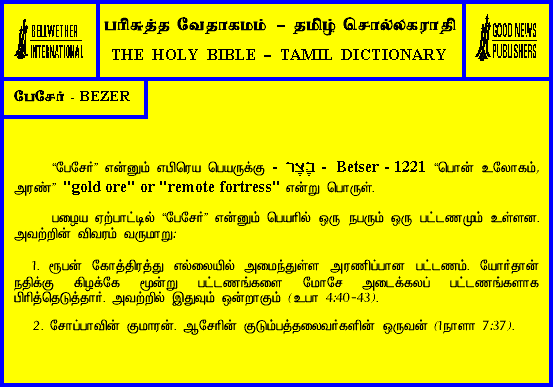 BELLWETHER
INTERNATIONAL
பரிசுத்த வேதாகமம் – தமிழ் சொல்லகராதி
THE HOLY BIBLE – TAMIL DICTIONARY
GOOD NEWS
PUBLISHERS
பேசேர் - BEZER
“பேசேர்” என்னும் எபிரெய பெயருக்கு - בֶּצֶר - Betser - 1221 “பொன் உலோகம்,
அரண்” "gold ore" or "remote fortress" என்று பொருள்.
பழைய ஏற்பாட்டில் “பேசேர்” என்னும் பெயரில் ஒரு நபரும் ஒரு பட்டணமும் உள்ளன.
அவற்றின் விவரம் வருமாறு:
1. ரூபன் கோத்திரத்து எல்லையில் அமைந்துள்ள அரணிப்பான பட்டணம். யோர்தான்
நதிக்கு கிழக்கே மூன்று பட்டணங்களை மோசே அடைக்கலப் பட்டணங்களாக
பிரித்தெடுத்தார். அவற்றில் இதுவும் ஒன்றாகும் (உபா 4:40-43).
2. சோப்பாவின் குமாரன். ஆசேரின் குடும்பத்தலைவர்களின் ஒருவன் (1நாளா 7:37).